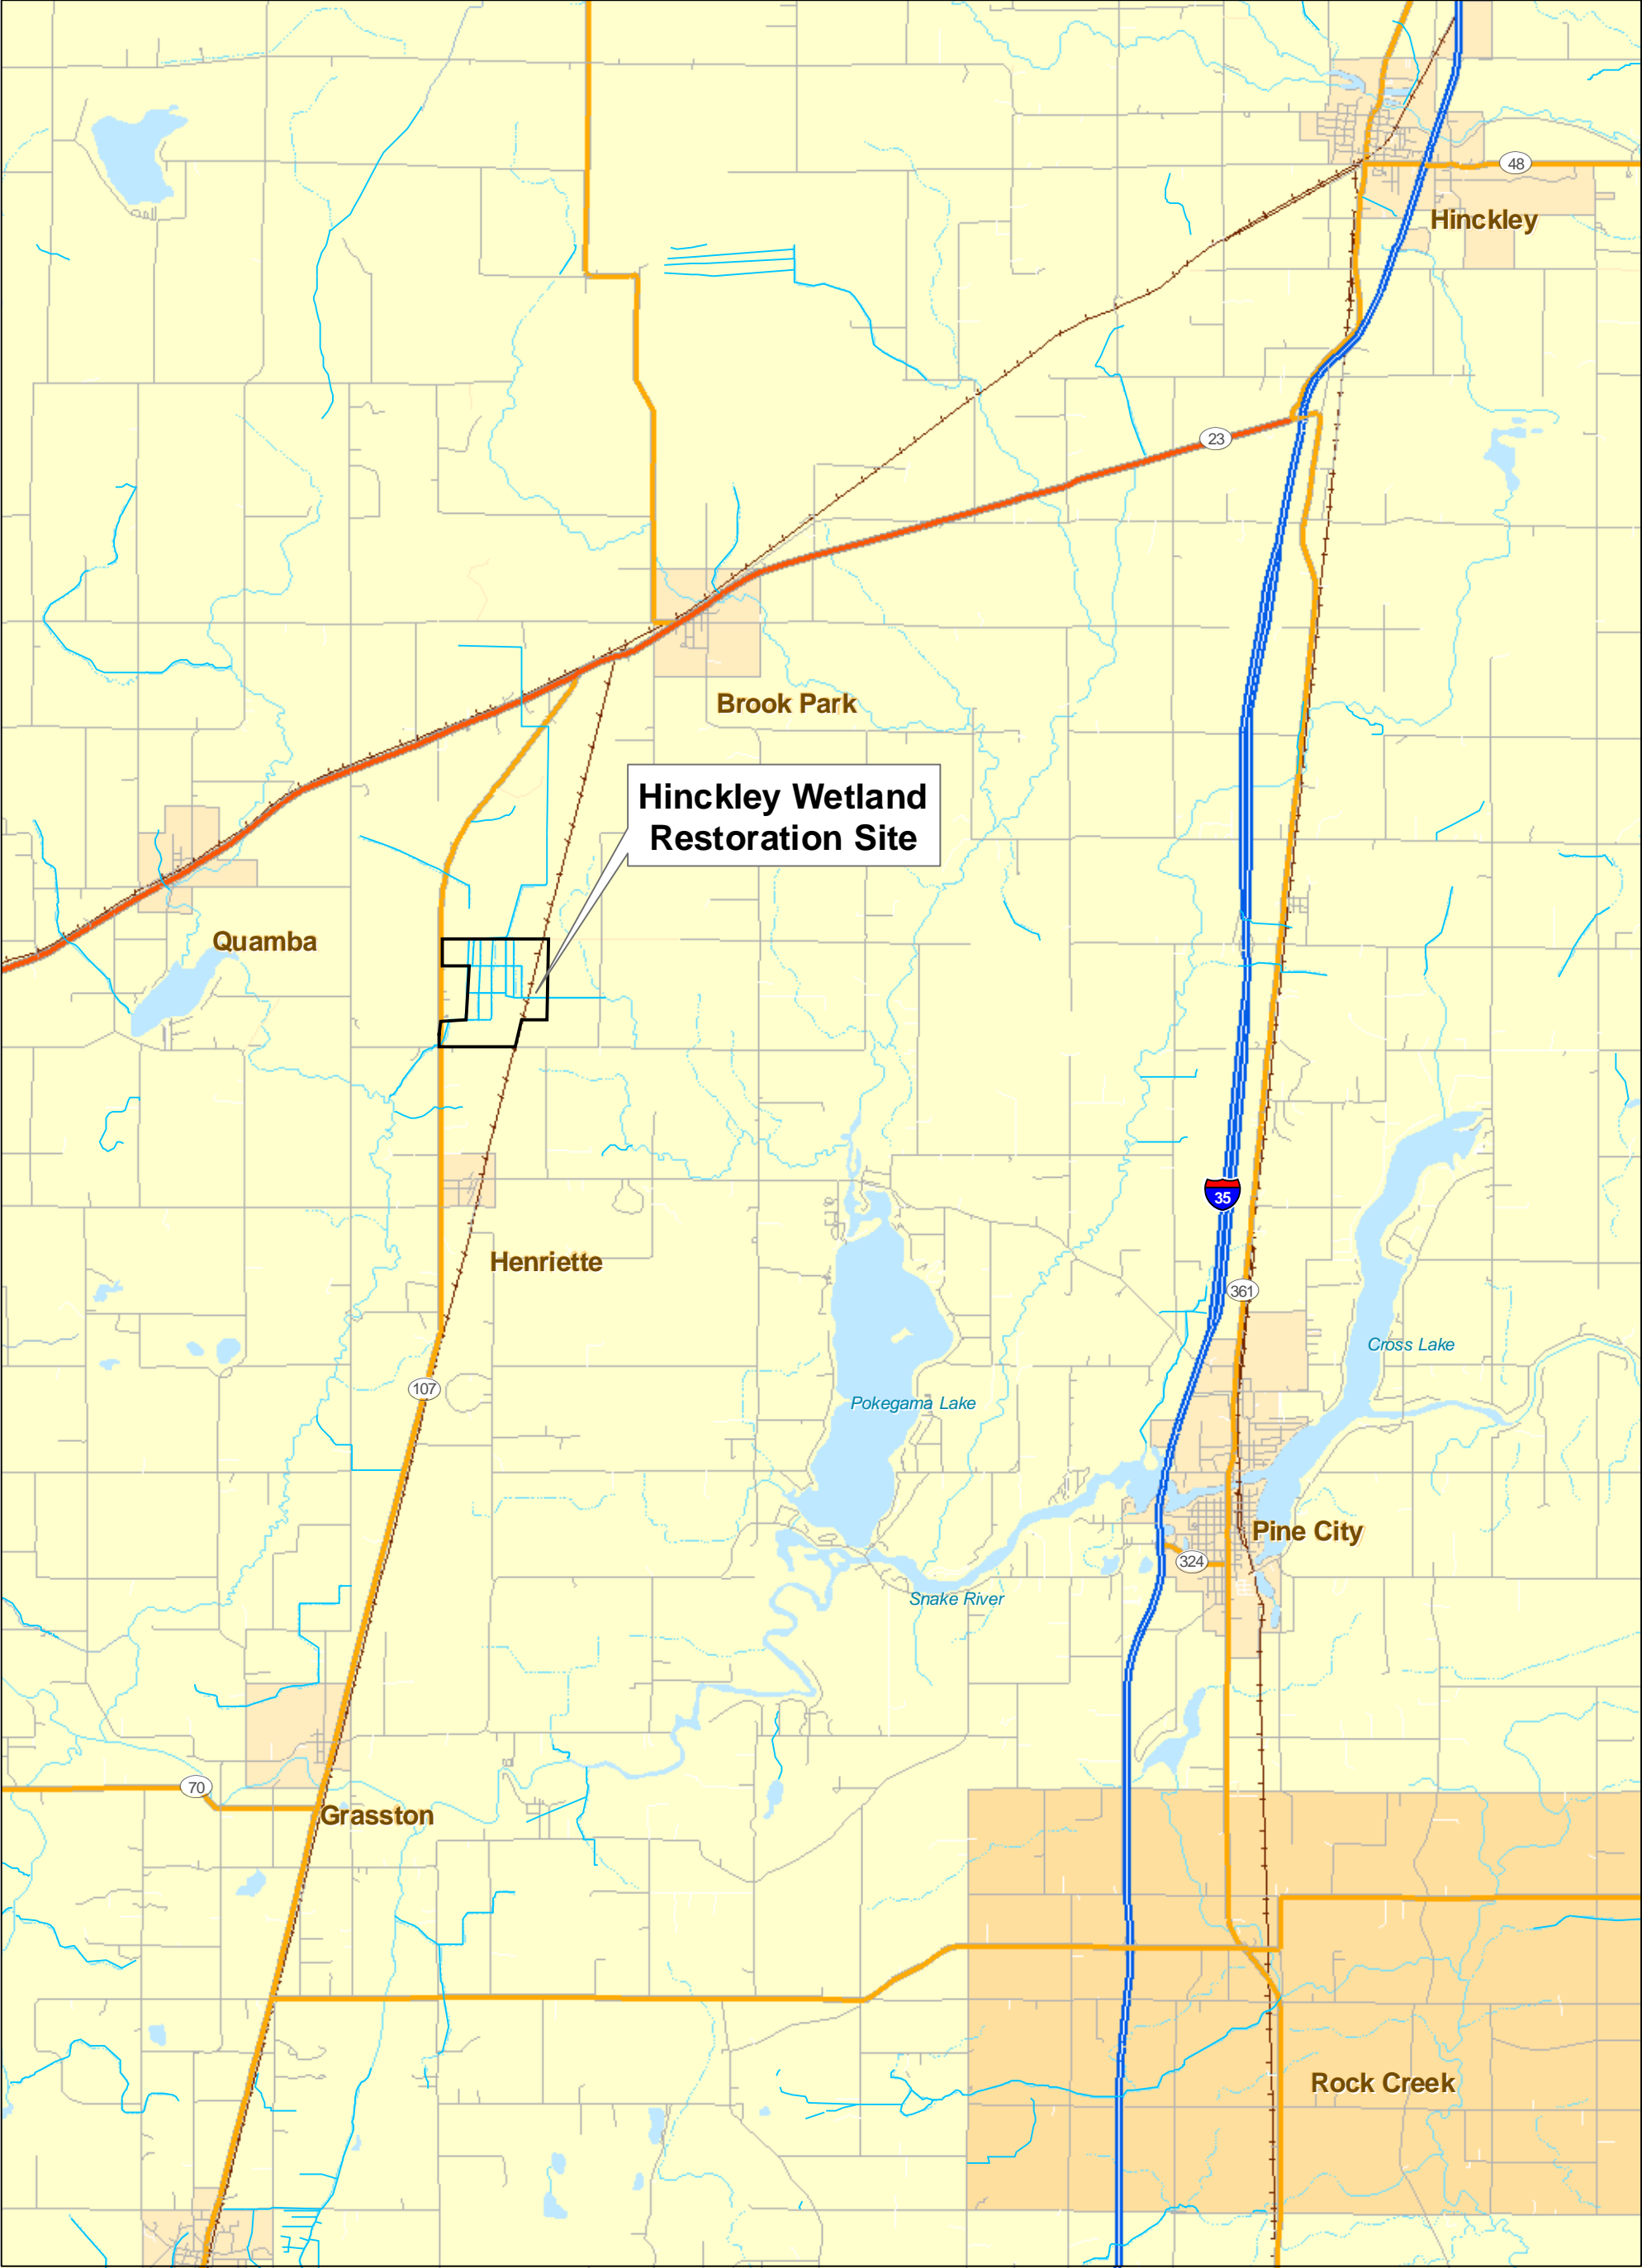 48
Hinckley
23
Brook Park
Hinckley Wetland
Restoration Site
Quamba
35
Henriette
361
Cross Lake
107
Pokegama Lake
Pine City
324
Snake River
70
Grasston
Rock Creek